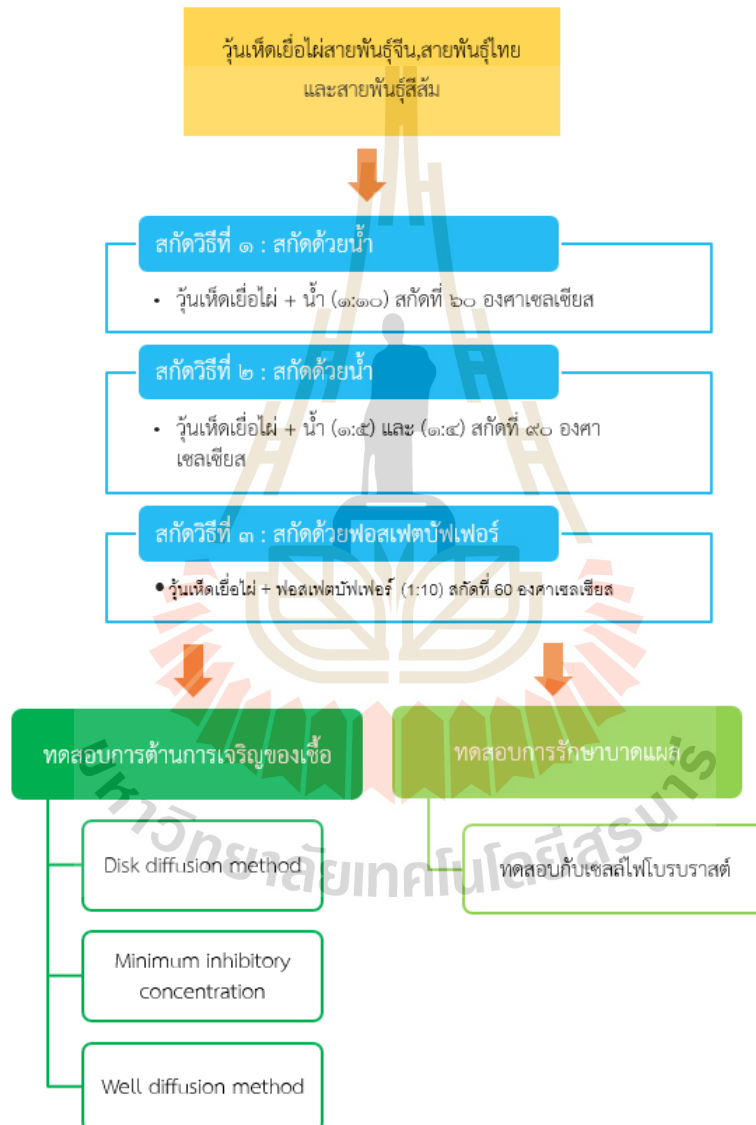 วุ้นเห็ดเยื่อไผ่สายพันธุ์จีน,สายพันธุ์ไทย
และสายพันธุ์สีส้ม
สกัดวิธีที่ ๑ : สกัดด้วยน้ำ
• วุ้นเห็ดเยื่อไผ่ + น้ำ (๑:๑๐) สกัดที่ ๖๐ องศาเซลเซียส
สกัดวิธีที่ ๒ : สกัดด้วยน้ำ
• วุ้นเห็ดเยื่อไผ่ + น้ำ (๑:๕) และ (๑:๔) สกัดที่ ๙๐ องศา
เซลเซียส
สกัดวิธีที่ ๓ : สกัดด้วยฟอสเฟตบัฟเฟอร์
• วุ้นเห็ดเยื่อไผ่ + ฟอสเฟตบัฟเฟอร์ (1:10) สกัดที่ 60 องศาเซลเซียส
ทดสอบการต้านการเจริญของเชื้อ
Disk diffusion method
Minimum inhibitory
concentration
Well diffusion method
ทดสอบการรักษาบาดแผล
ทดสอบกับเซลล์ไฟโบรบราสต์
มหาวิทยาลัยเทคโนโลยีสุรนารี